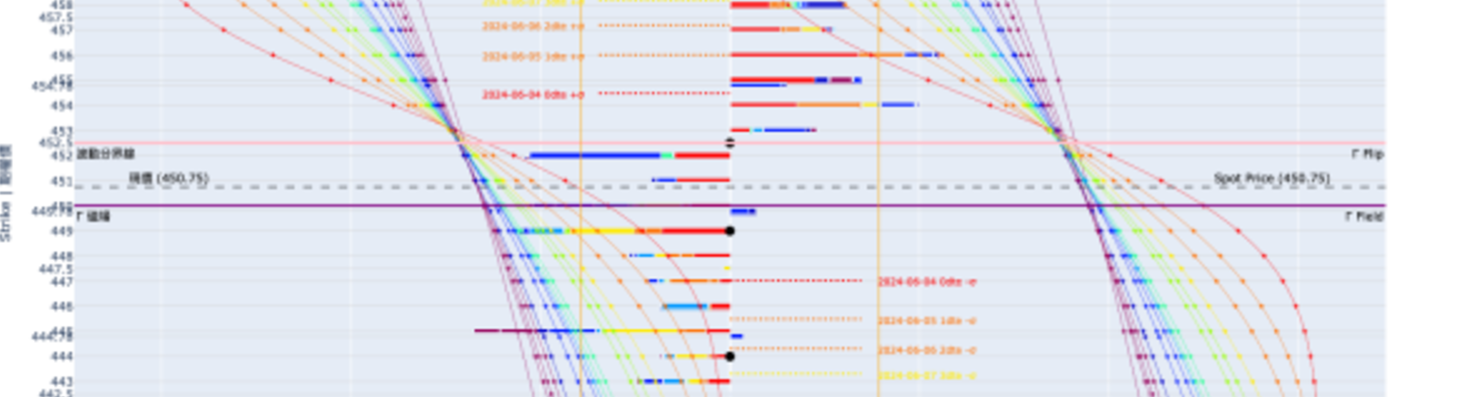 458
2024-06-07 3dte +σ
457.5
457
2024-06-06 2dte +σ
456
2024-06-05 1dte +σ
455
454.78
2024-06-04 0dte +σ
454
453
452.5
452
波動分界線
Γ Flip
現價 (450.75)
Spot Price (450.75)
451
450
449.78
Γ 磁場
Γ Field
449
448
447.5
447
2024-06-04 0dte -σ
446
2024-06-05 1dte -σ
445
444.78
2024-06-06 2dte -σ
444
2024-06-07 3dte -σ
443
442.5
Strike | 履約價